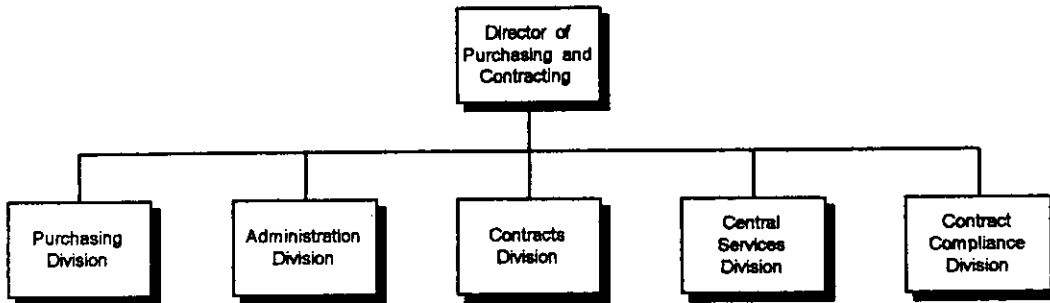 Director of
Purchasing and
Contracting
Purchasing
Division
Administration
Division
Contracts
Division
Central
Services
Division
Contract
Compliance
Division